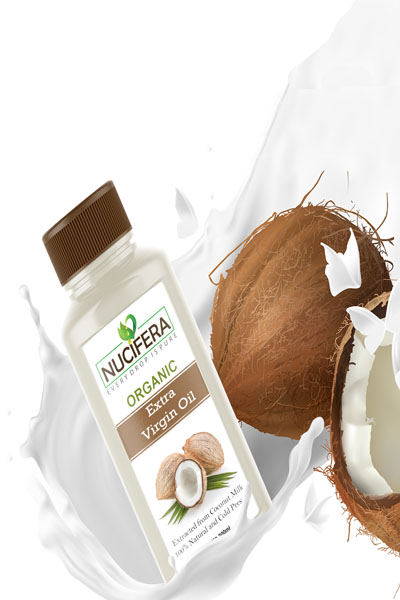 NUCIFERA
EVERY DROP IS PURE
ORGANIC
Extra
Virgin Oil
Extracted from Coconut Milk
100% Natural and Cold Pres